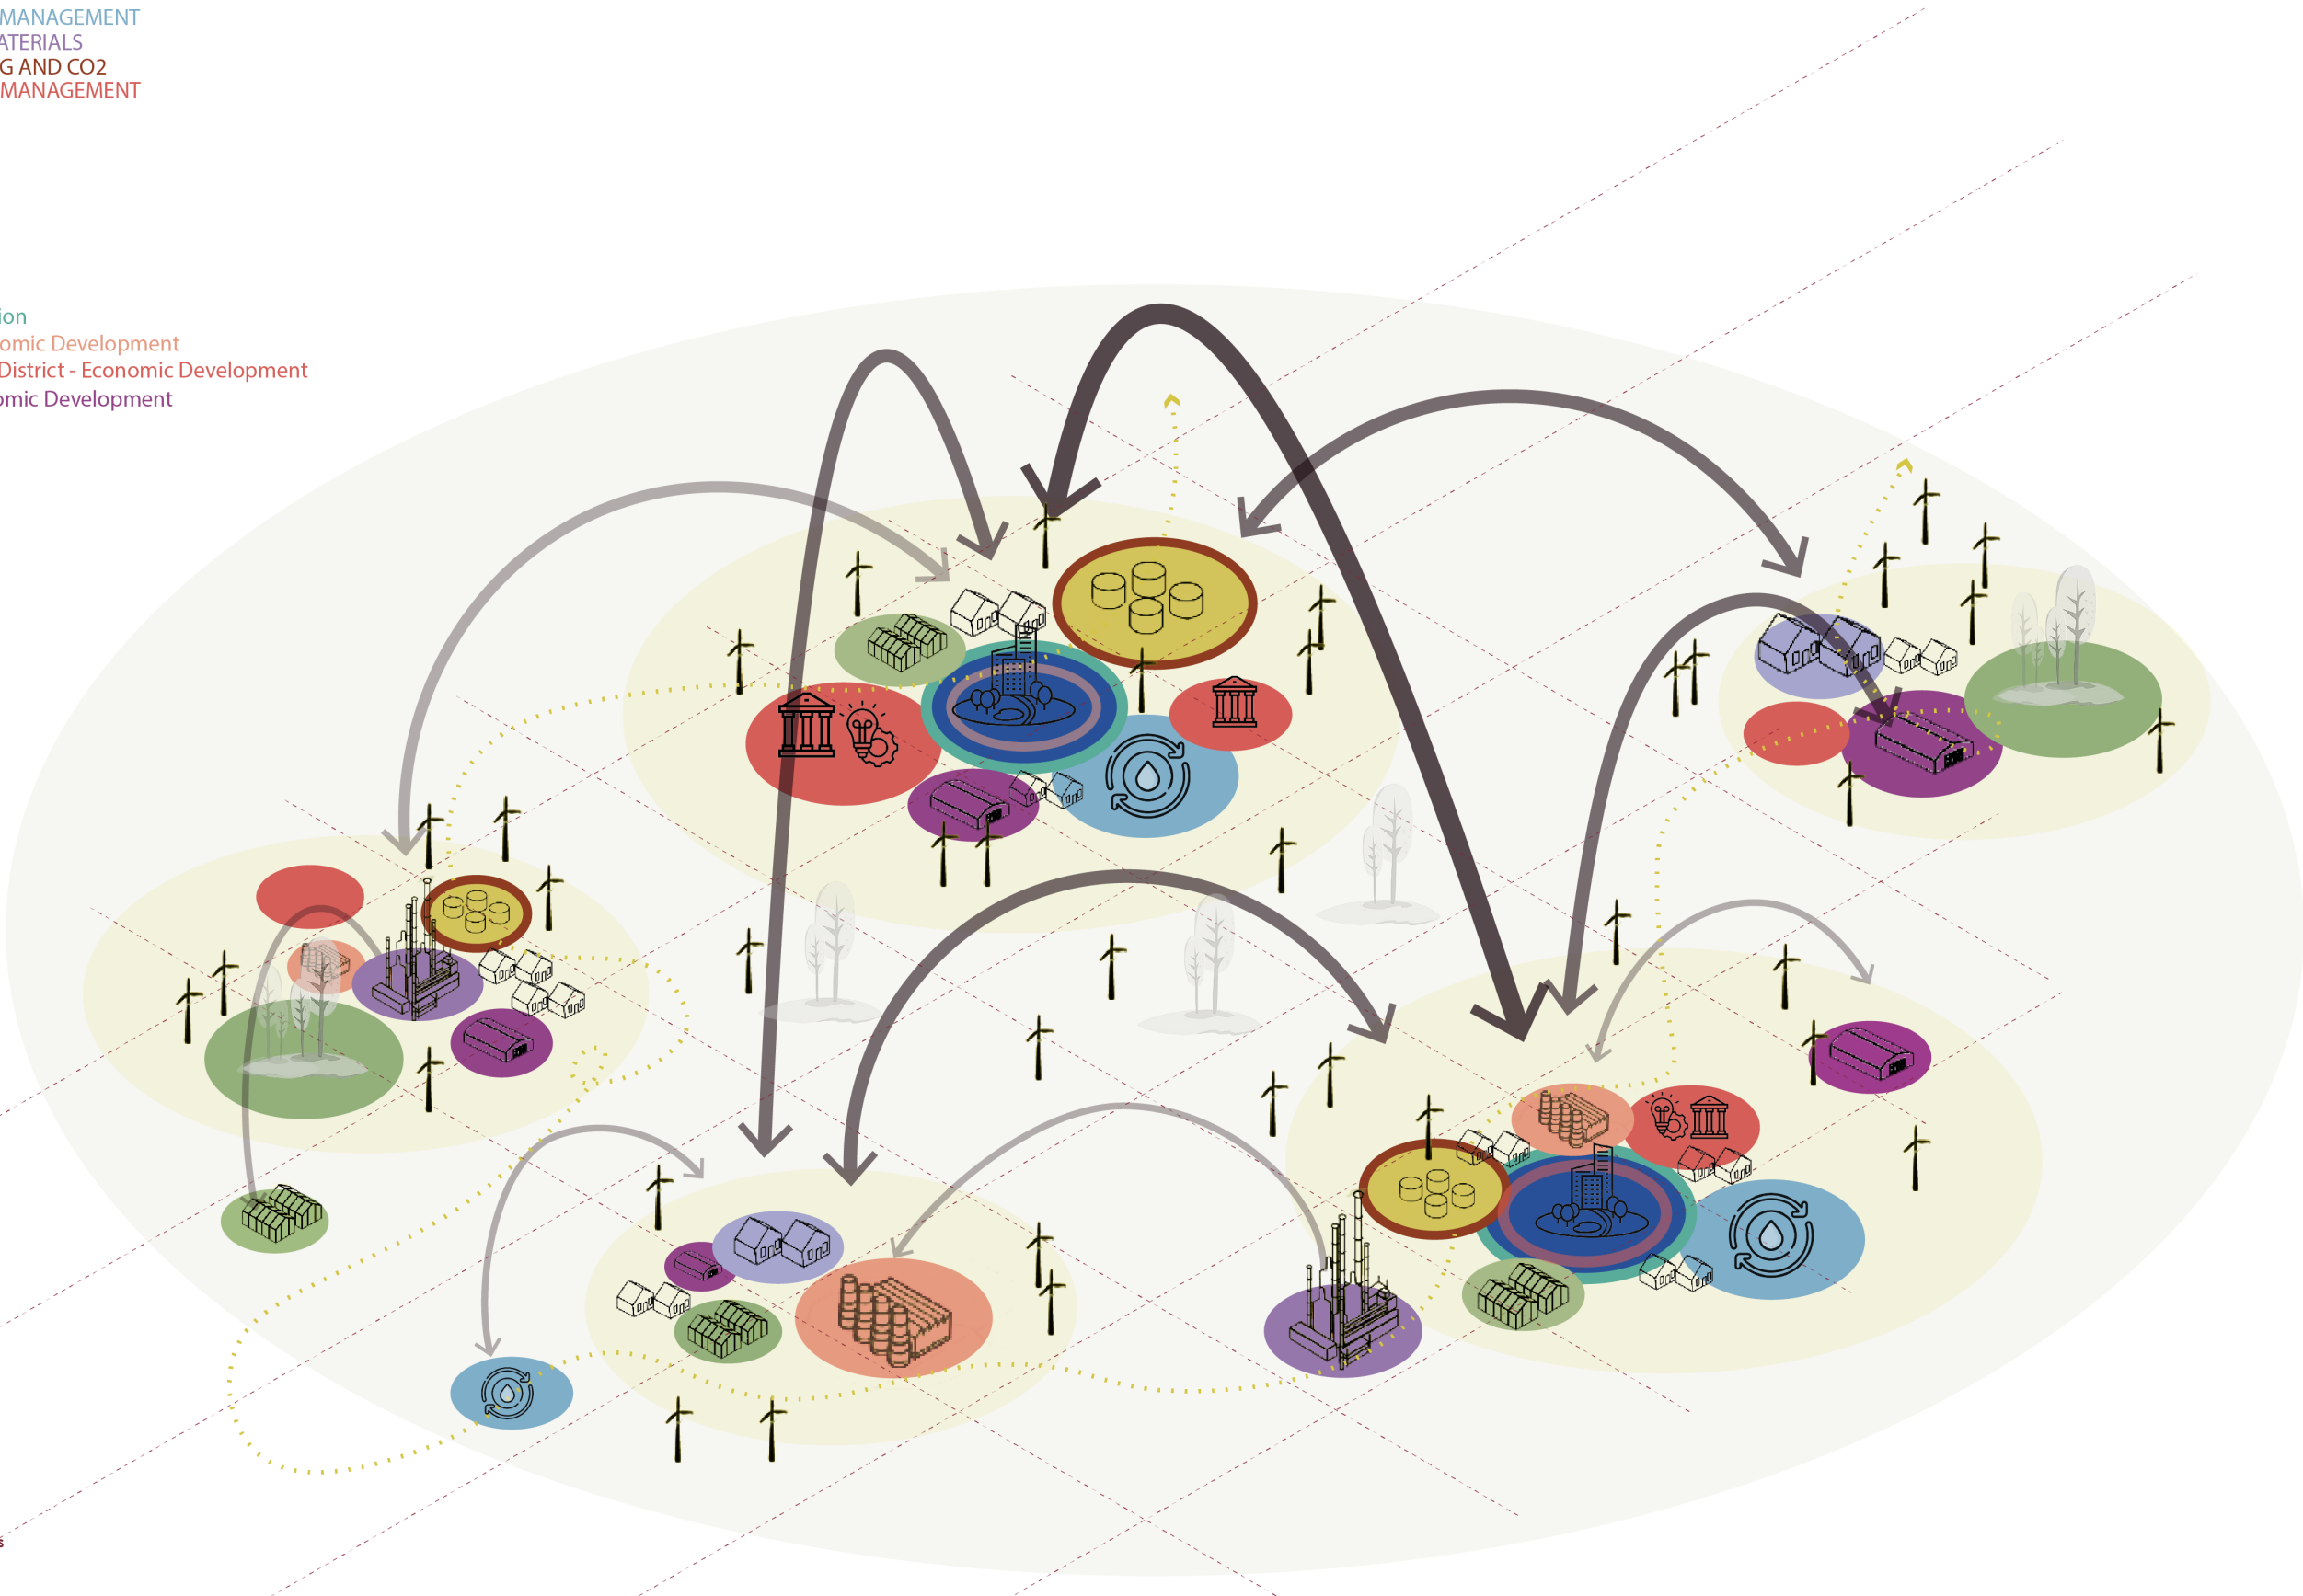 MANAGEMENT
ATERIALS
G AND CO2
MANAGEMENT
ion
omic Development
District - Economic Development
omic Development
s